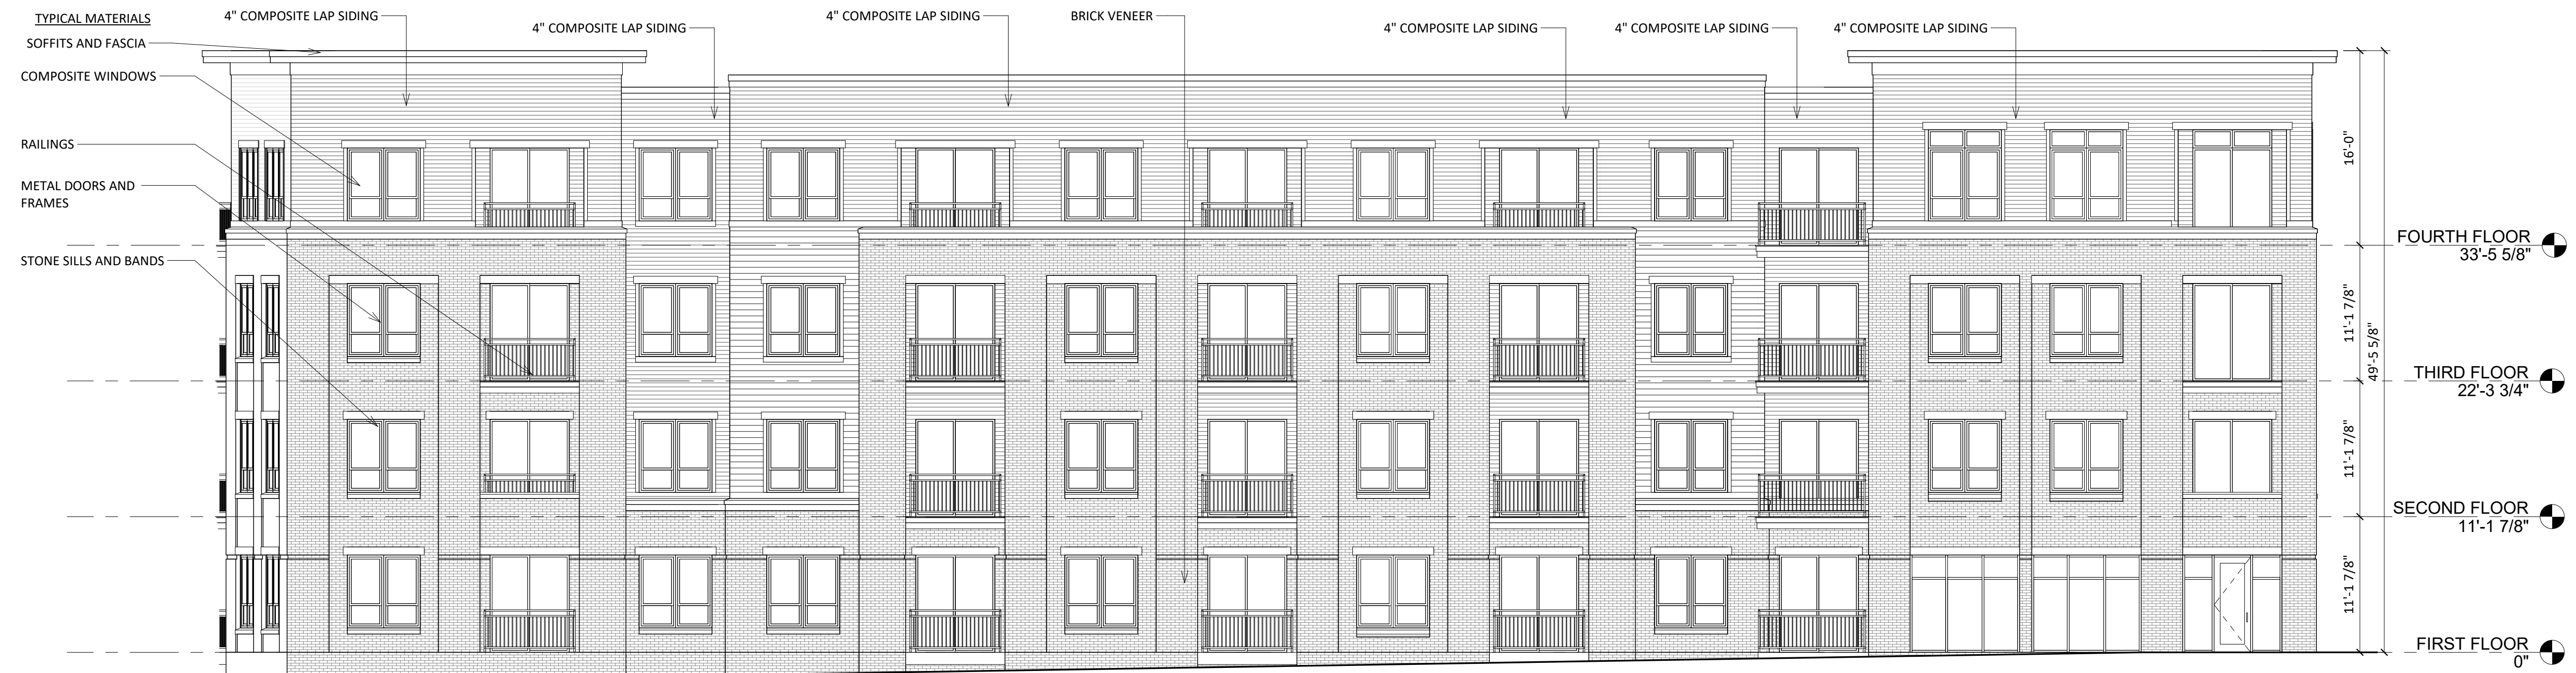 TYPICAL MATERIALS
4" COMPOSITE LAP SIDING
4" COMPOSITE LAP SIDING
4" COMPOSITE LAP SIDING
BRICK VENEER
4" COMPOSITE LAP SIDING
4" COMPOSITE LAP SIDING
4" COMPOSITE LAP SIDING
SOFFITS AND FASCIA
COMPOSITE WINDOWS
RAILINGS
METAL DOORS AND
FRAMES
STONE SILLS AND BANDS
16'-0"
11'-1 7/8"
49'-5 5/8"
11'-1 7/8"
11'-1 7/8"
FOURTH FLOOR
33'-5 5/8"
THIRD FLOOR
22'-3 3/4"
SECOND FLOOR
11'-1 7/8"
FIRST FLOOR
0"